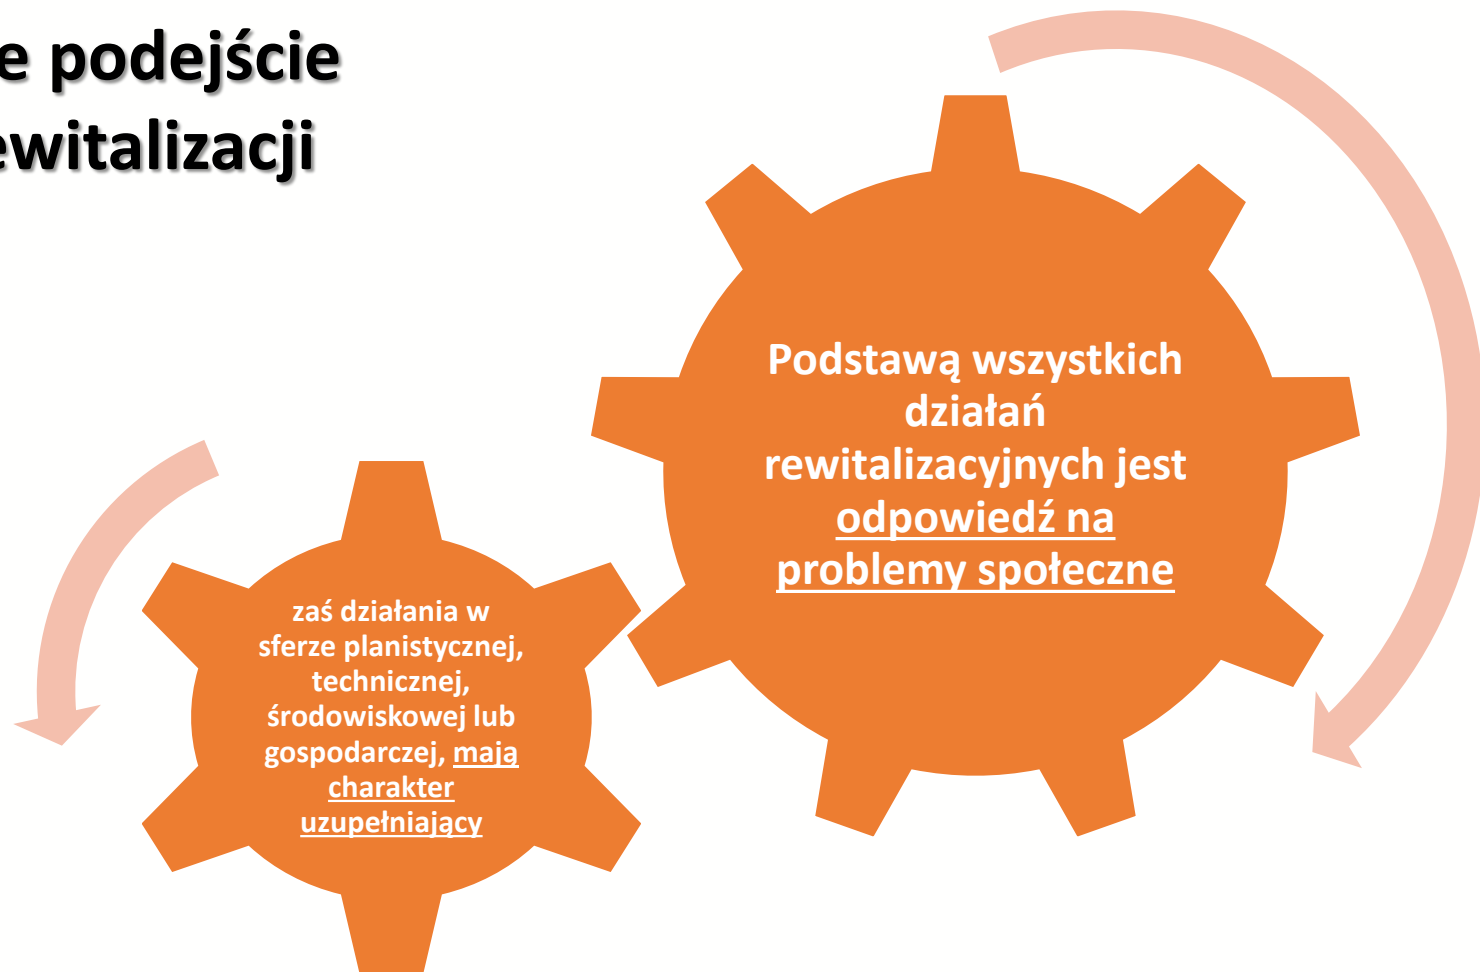 e podejście
ewitalizacji
Podstawą wszystkich
działań
rewitalizacyjnych jest
odpowiedź na
problemy społeczne
zaś działania w
sferze planistycznej,
technicznej,
środowiskowej lub
gospodarczej, mają
charakter
uzupełniający